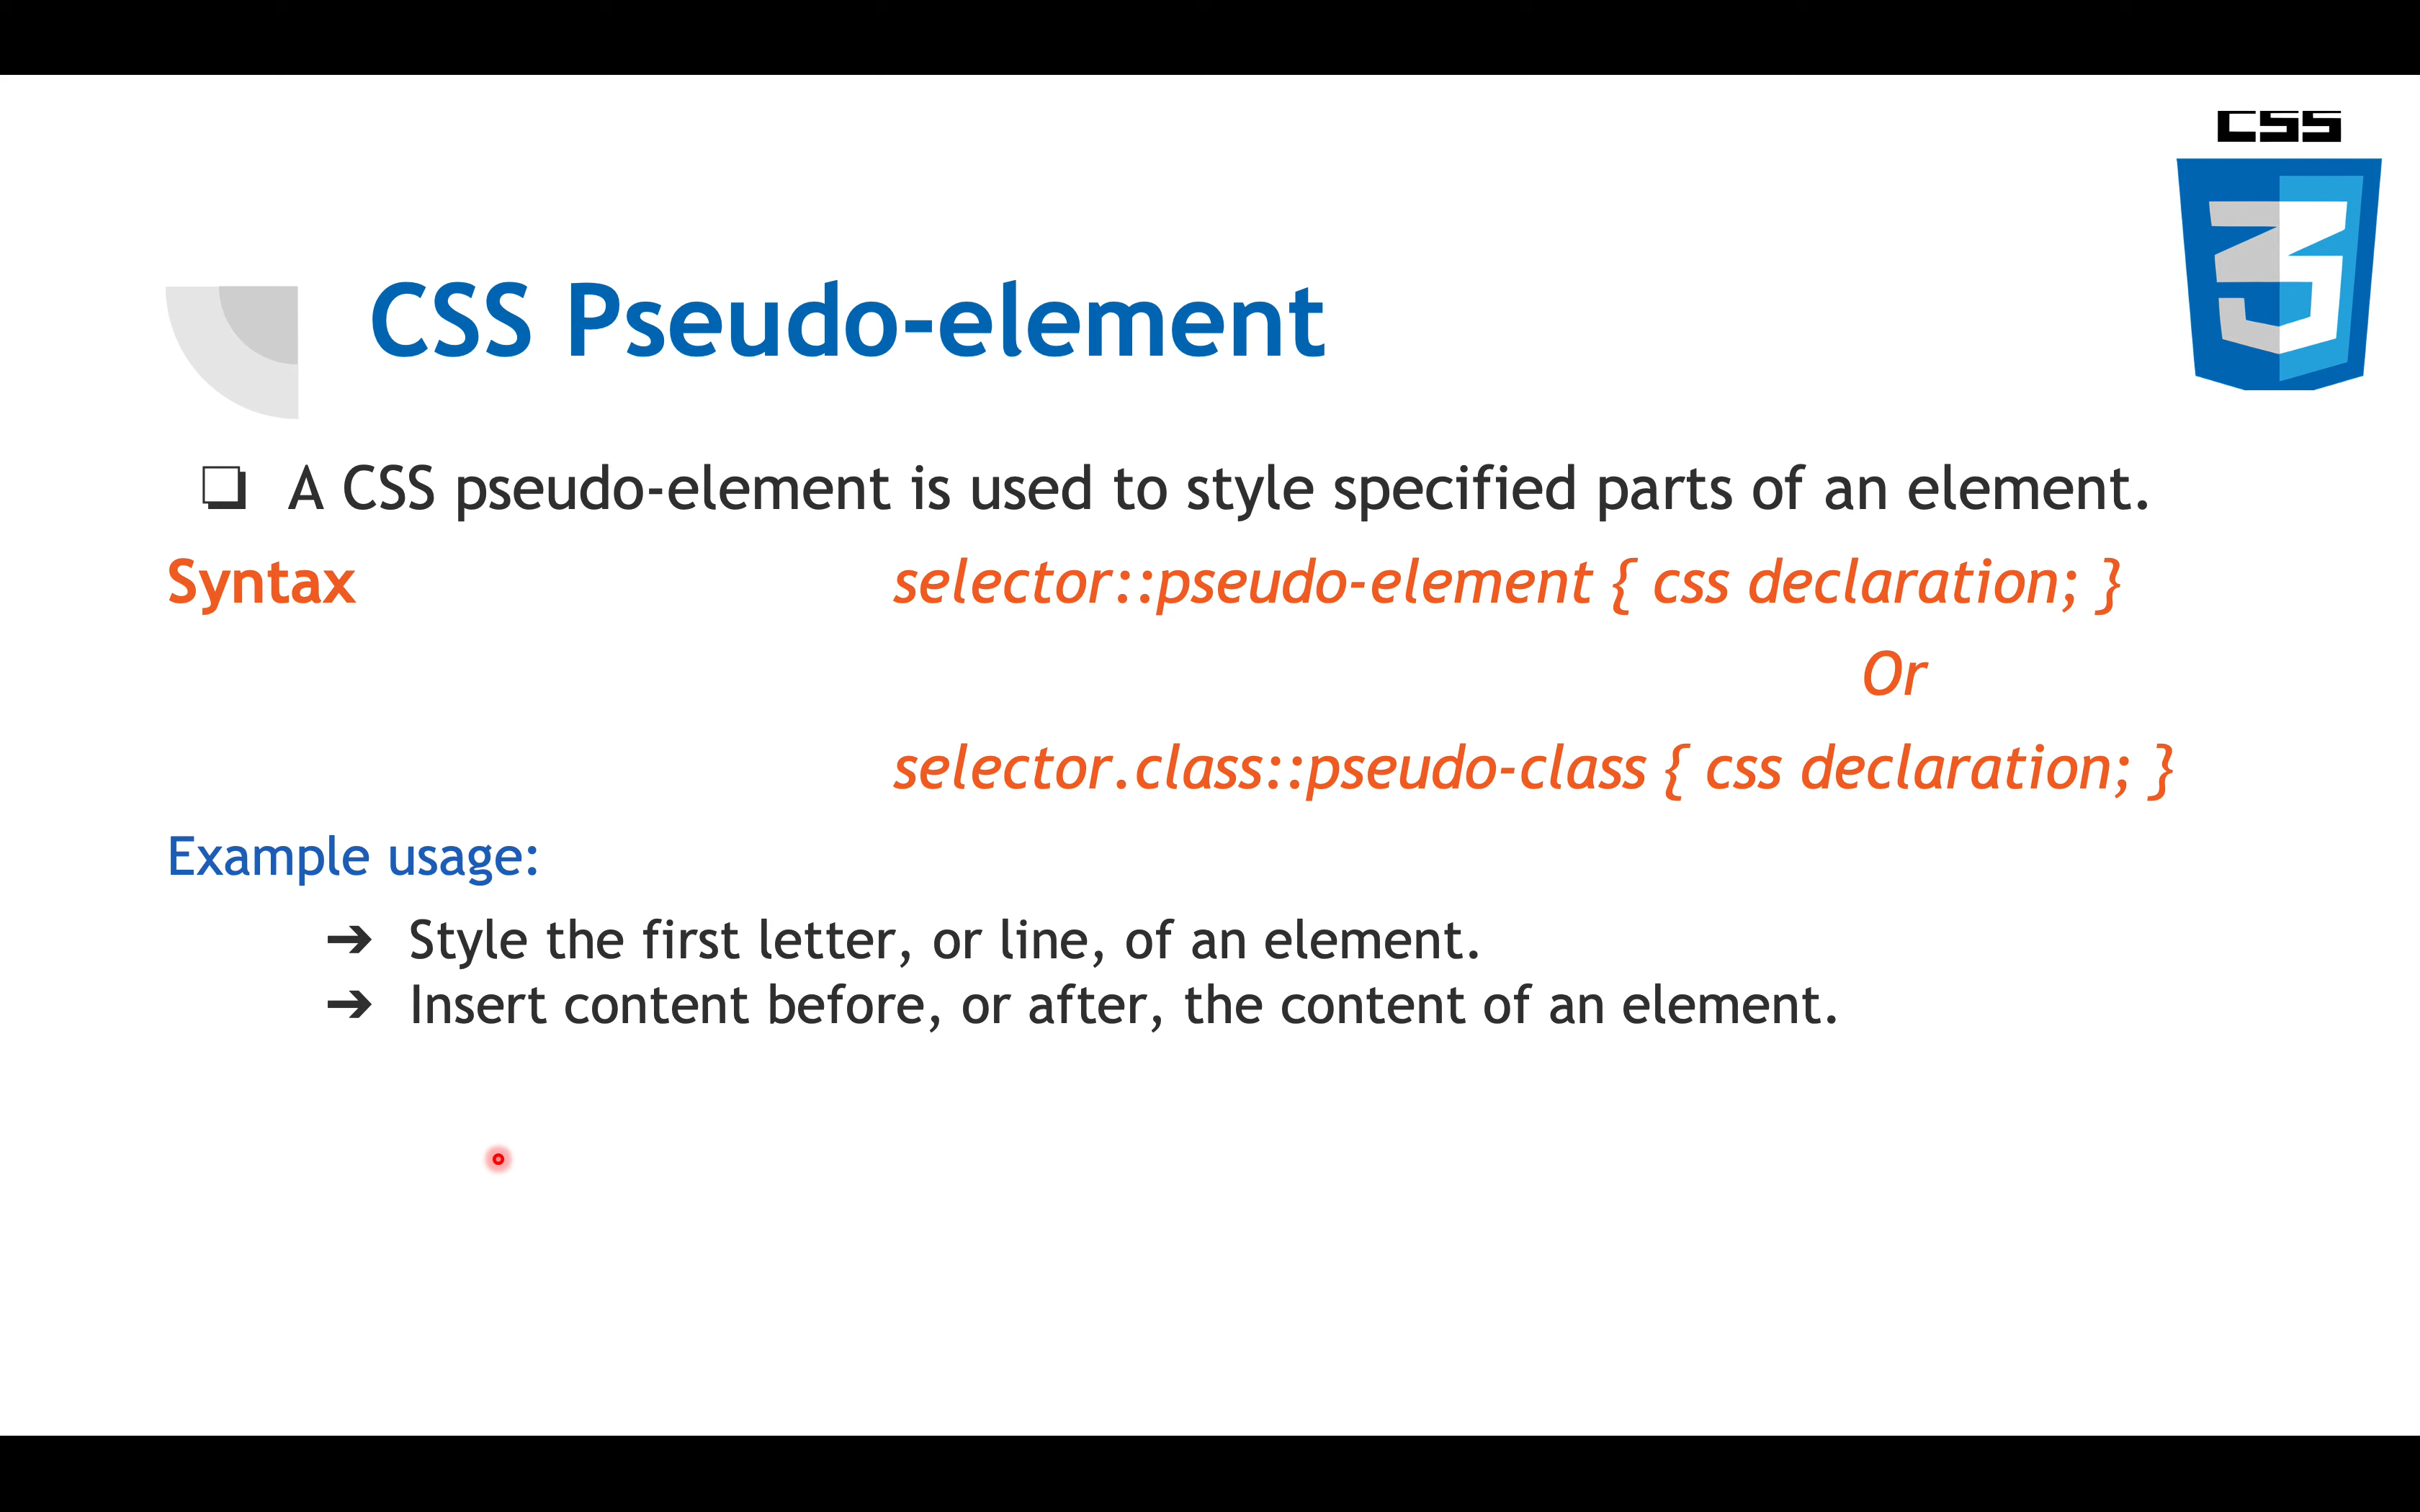 CSS
CSS Pseudo-element
❏ A CSS pseudo-element is used to style specified parts of an element.
Syntax selector::pseudo-element { css declaration; }
Or
selector.class::pseudo-class { css declaration; }
Example usage:
➔ Style the first letter, or line, of an element.
➔ Insert content before, or after, the content of an element.